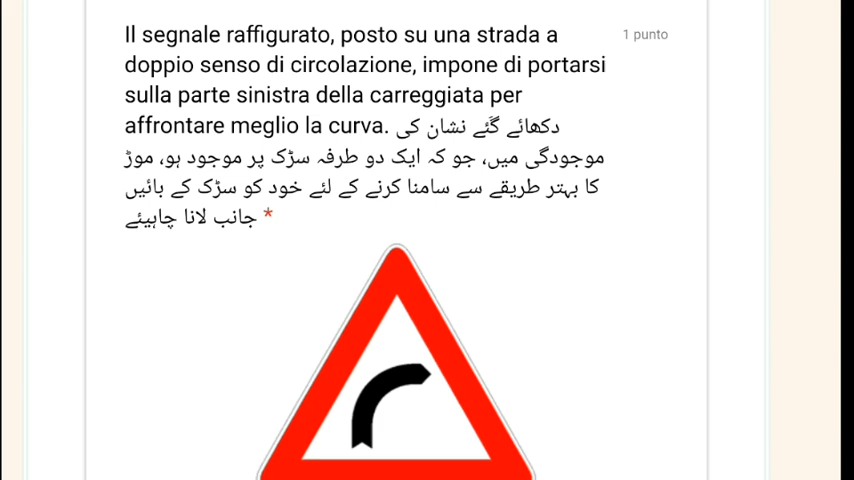 Il segnale raffigurato, posto su una strada a
1 punto
doppio senso di circolazione, impone di portarsi
sulla parte sinistra della carreggiata per
affrontare meglio la curva. دکھائے گئے نشان کی
موجودگی میں، جو کہ ایک دو طرفہ سڑک پر موجود ہو، موڑ
کا بہتر طریقے سے سامنا کرنے کے لئے خود کو سڑک کے بائیں
جانب لانا چاہیئے *